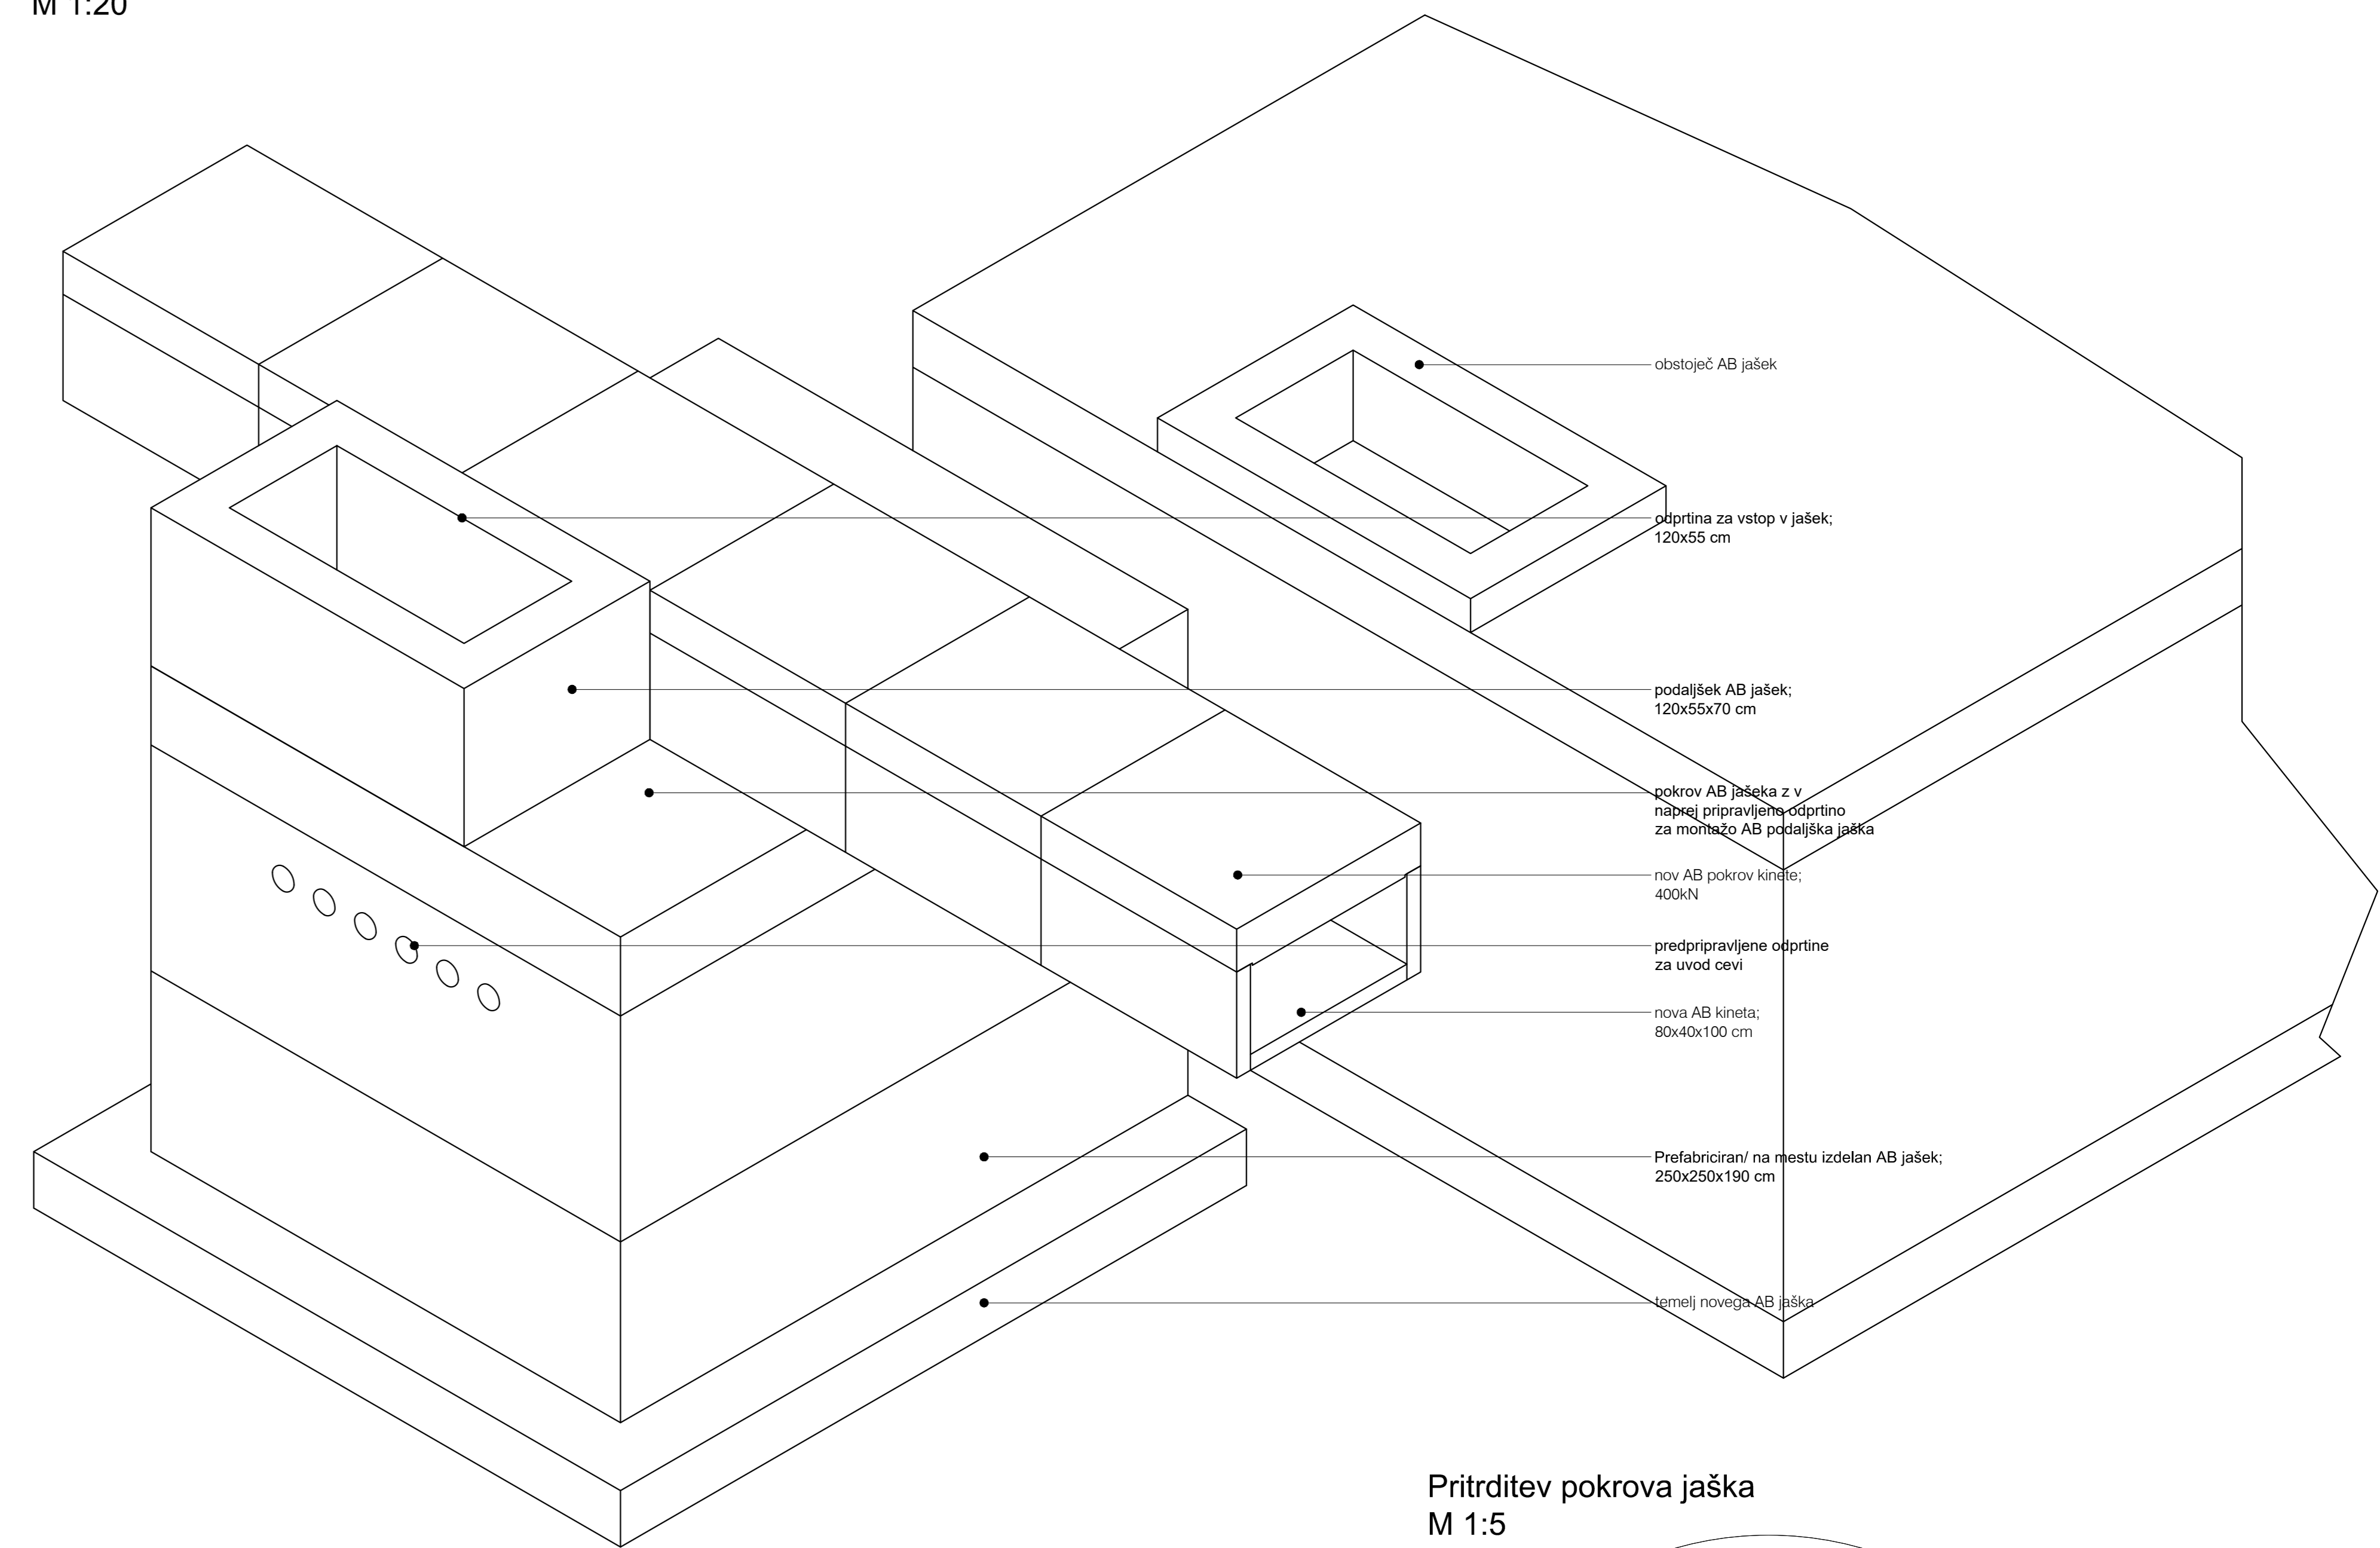 M 1:20
obstoječ AB jašek
odprtina za vstop v jašek;
120x55 cm
podaljšek AB jašek;
120x55x70 cm
pokrov AB jašeka z v
naprej pripravljeno odprtino
za montažo AB podaljška jaška
nov AB pokrov kinete;
400kN
predpripravljene odprtine
za uvod cevi
nova AB kineta;
80x40x100 cm
Prefabriciran/ na mestu izdelan AB jašek;
250x250x190 cm
temelj novega AB jaška
Pritrditev pokrova jaška
M 1:5